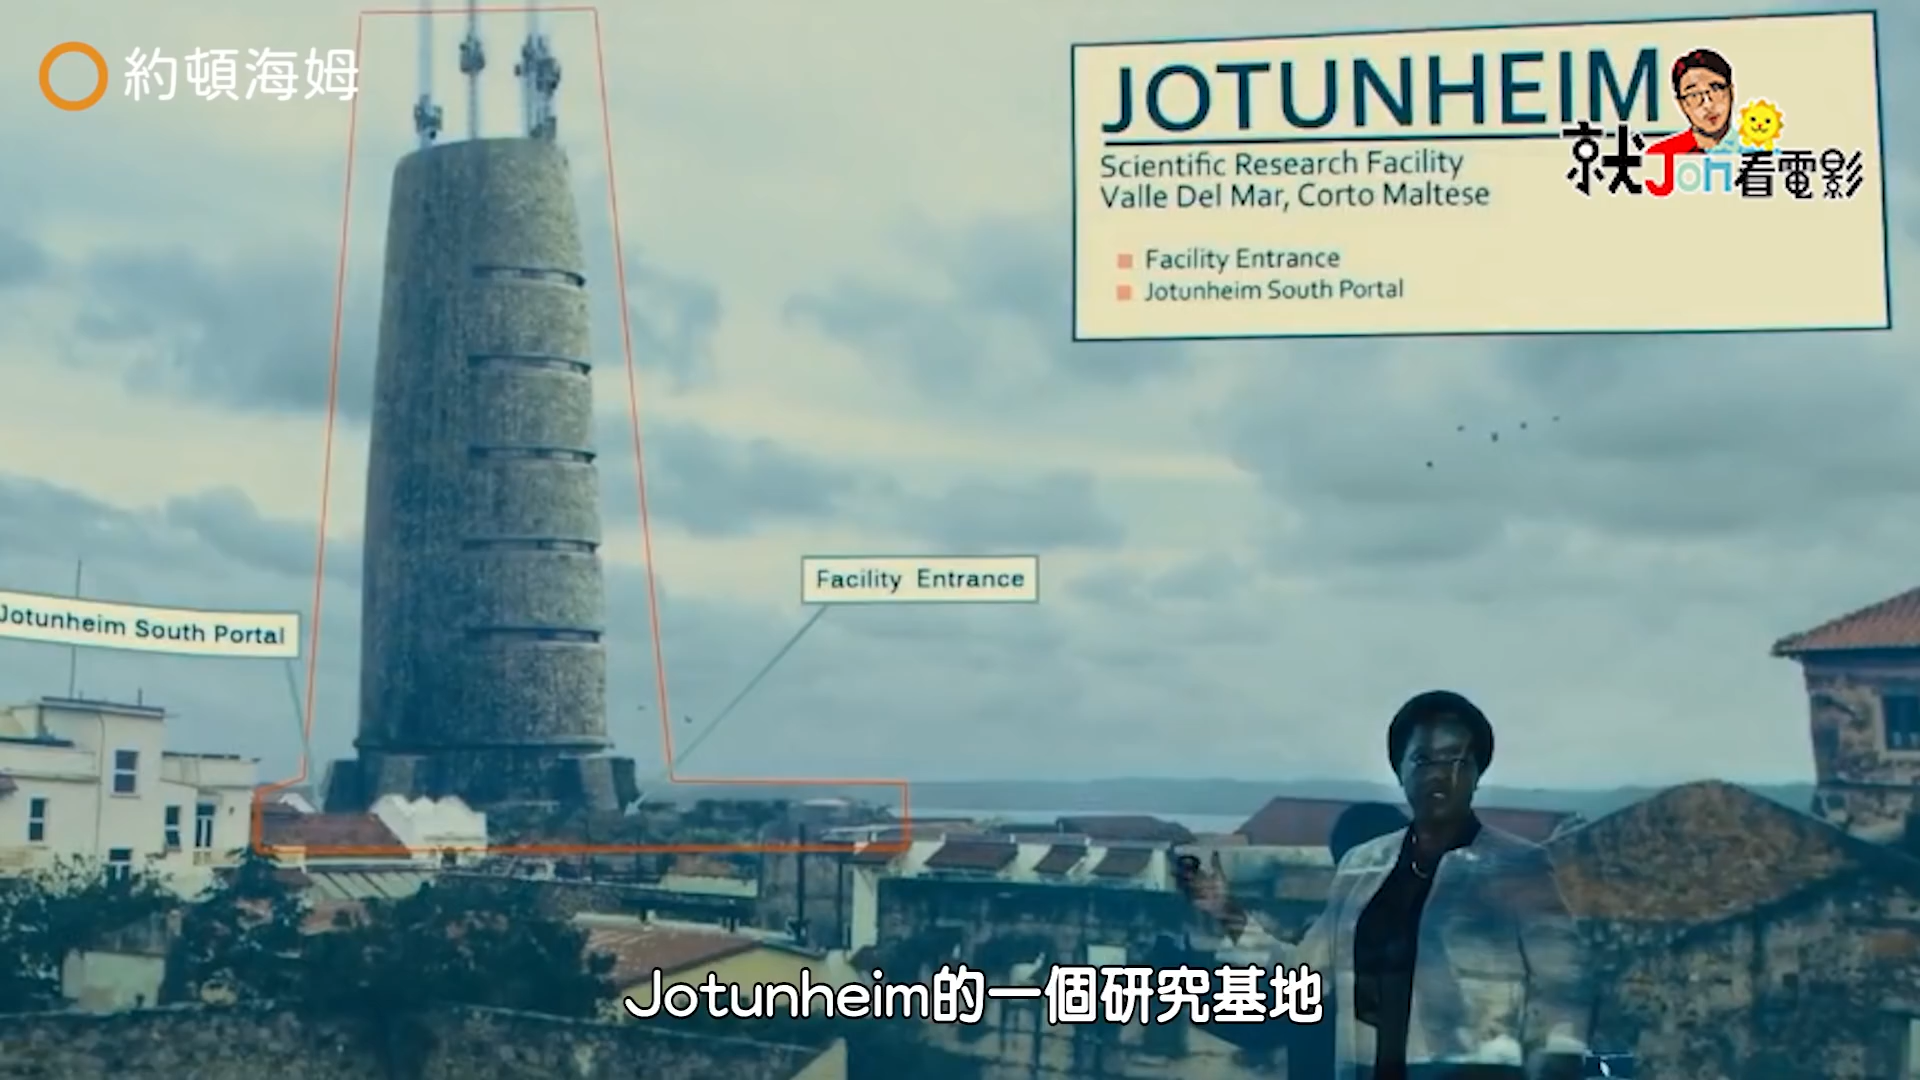 約頓海姆
JOTUNHEIM
就Jon看電影
Scientific Research Facility
Valle Del Mar, Corto Maltese
Facility Entrance
Jotunheim South Portal
Facility Entrance
Jotunheim South Portal
Jotunheim的一個研究基地